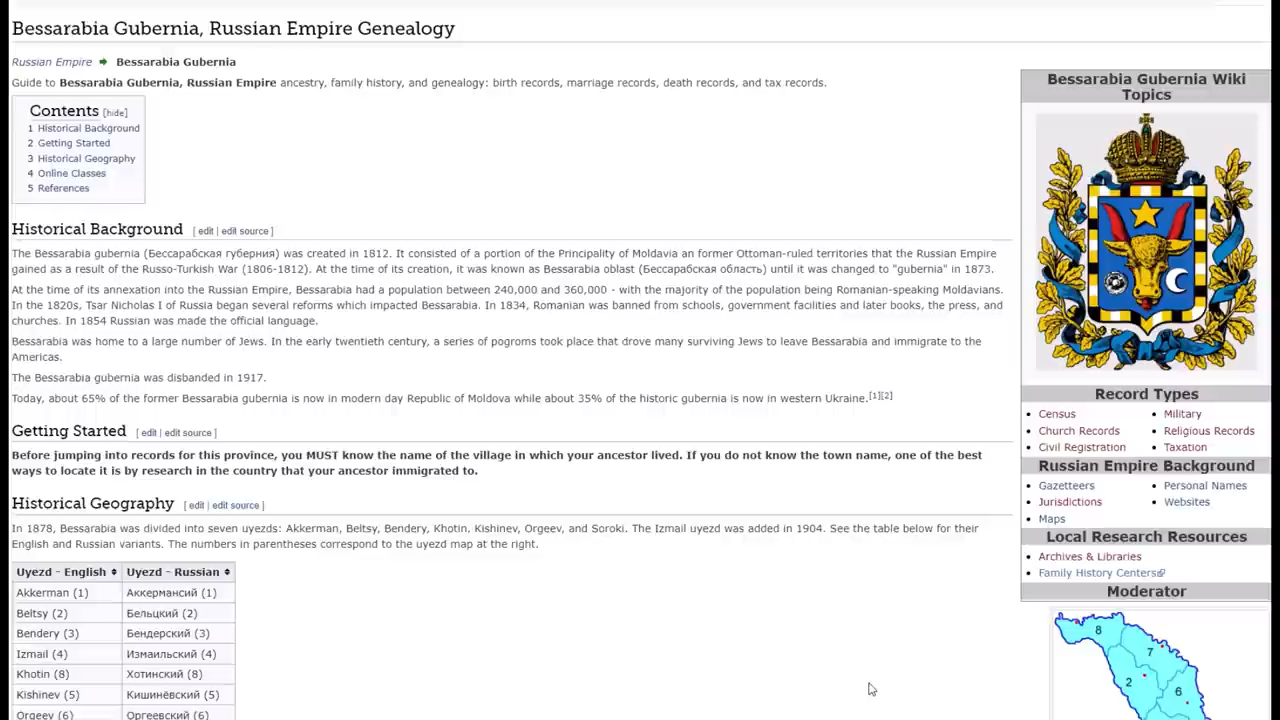 Bessarabia Gubernia, Russian Empire Genealogy
Russian Empire Bessarabia Gubernia
Guide to Bessarabia Gubernia, Russian Empire ancestry, family history, and genealogy: birth records, marriage records, death records, and tax records.
Contents [hide]
1 Historical Background
2 Getting Started
3 Historical Geography
4 Online Classes
5 References
Historical Background [ edit | edit source ]
The Bessarabia gubernia (Бессарабская губерния) was created in 1812. It consisted of a portion of the Principality of Moldavia an former Ottoman-ruled territories that the Russian Empire
gained as a result of the Russo-Turkish War (1806-1812). At the time of its creation, it was known as Bessarabia oblast (Бессарабская область) until it was changed to "gubernia" in 1873.
At the time of its annexation into the Russian Empire, Bessarabia had a population between 240,000 and 360,000 - with the majority of the population being Romanian-speaking Moldavians.
In the 1820s, Tsar Nicholas I of Russia began several reforms which impacted Bessarabia. In 1834, Romanian was banned from schools, government facilities and later books, the press, and
churches. In 1854 Russian was made the official language.
Bessarabia was home to a large number of Jews. In the early twentieth century, a series of pogroms took place that drove many surviving Jews to leave Bessarabia and immigrate to the
Americas.
The Bessarabia gubernia was disbanded in 1917.
Today, about 65% of the former Bessarabia gubernia is now in modern day Republic of Moldova while about 35% of the historic gubernia is now in western Ukraine.[1][2]
Getting Started [ edit | edit source ]
Before jumping into records for this province, you MUST know the name of the village in which your ancestor lived. If you do not know the town name, one of the best
ways to locate it is by research in the country that your ancestor immigrated to.
Historical Geography [ edit | edit source ]
In 1878, Bessarabia was divided into seven uyezds: Akkerman, Beltsy, Bendery, Khotin, Kishinev, Orgeev, and Soroki. The Izmail uyezd was added in 1904. See the table below for their
English and Russian variants. The numbers in parentheses correspond to the uyezd map at the right.
Uyezd - English Uyezd - Russian
Akkerman (1) Аккермансий (1)
Beltsy (2) Бельцкий (2)
Bendery (3) Бендерский (3)
Izmail (4) Измаильский (4)
Khotin (8) Хотинский (8)
Kishinev (5) Кишинёвский (5)
Orgeev (6) Оргеевский (6)
Bessarabia Gubernia Wiki
Topics
Record Types
Census Military
Church Records Religious Records
Civil Registration Taxation
Russian Empire Background
Gazetteers Personal Names
Jurisdictions Websites
Maps
Local Research Resources
Archives & Libraries
Family History Centers
Moderator
8
7
2
6